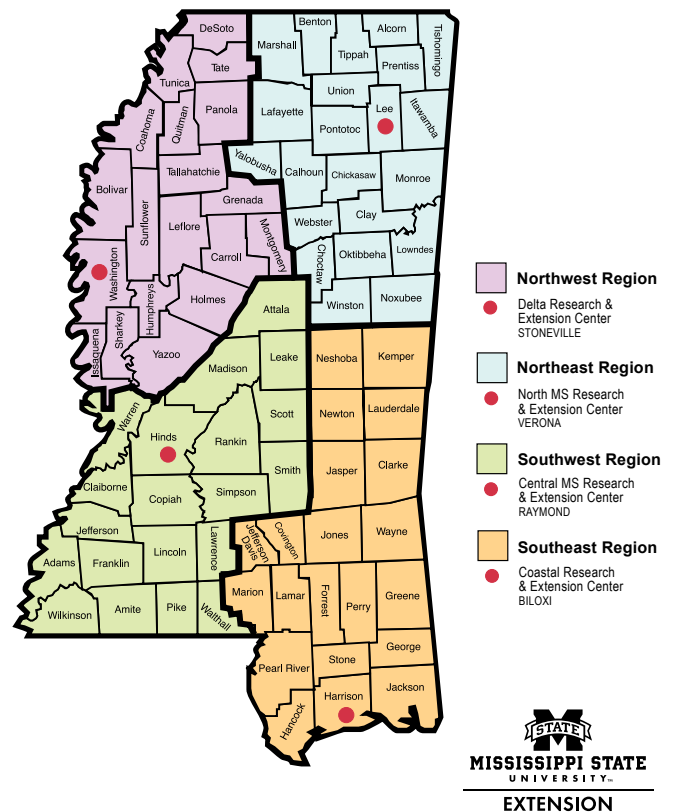 DeSoto
Benton
Alcorn
Tishomingo
Marshall
Tippah
Prentiss
Tate
Tunica
Union
Panola
Quitman
Coahoma
Lafayette
Lee
Itawamba
Pontotoc
Yalobusha
Tallahatchie
Calhoun
Chickasaw
Monroe
Bolivar
Sunflower
Grenada
Leflore
Webster
Clay
Montgomery
Carroll
Choctaw
Oktibbeha
Lowndes
Washington
Humphreys
Holmes
Winston
Noxubee
Sharkey
Issaquena
Yazoo
Attala
Madison
Leake
Neshoba
Kemper
Warren
Scott
Newton
Lauderdale
Hinds
Rankin
Smith
Jasper
Clarke
Claiborne
Copiah
Simpson
Jefferson
Lawrence
Jefferson
Davis
Covington
Jones
Wayne
Adams
Franklin
Lincoln
Marion
Lamar
Forrest
Perry
Greene
Wilkinson
Amite
Pike
Walthall
Pearl River
Stone
George
Hancock
Harrison
Jackson
Northwest Region
Delta Research &
Extension Center
STONEVILLE
Northeast Region
North MS Research
& Extension Center
VERONA
Southwest Region
Central MS Research
& Extension Center
RAYMOND
Southeast Region
Coastal Research
& Extension Center
BILOXI
STATE
MISSISSIPPI STATE
UNIVERSITY™
EXTENSION